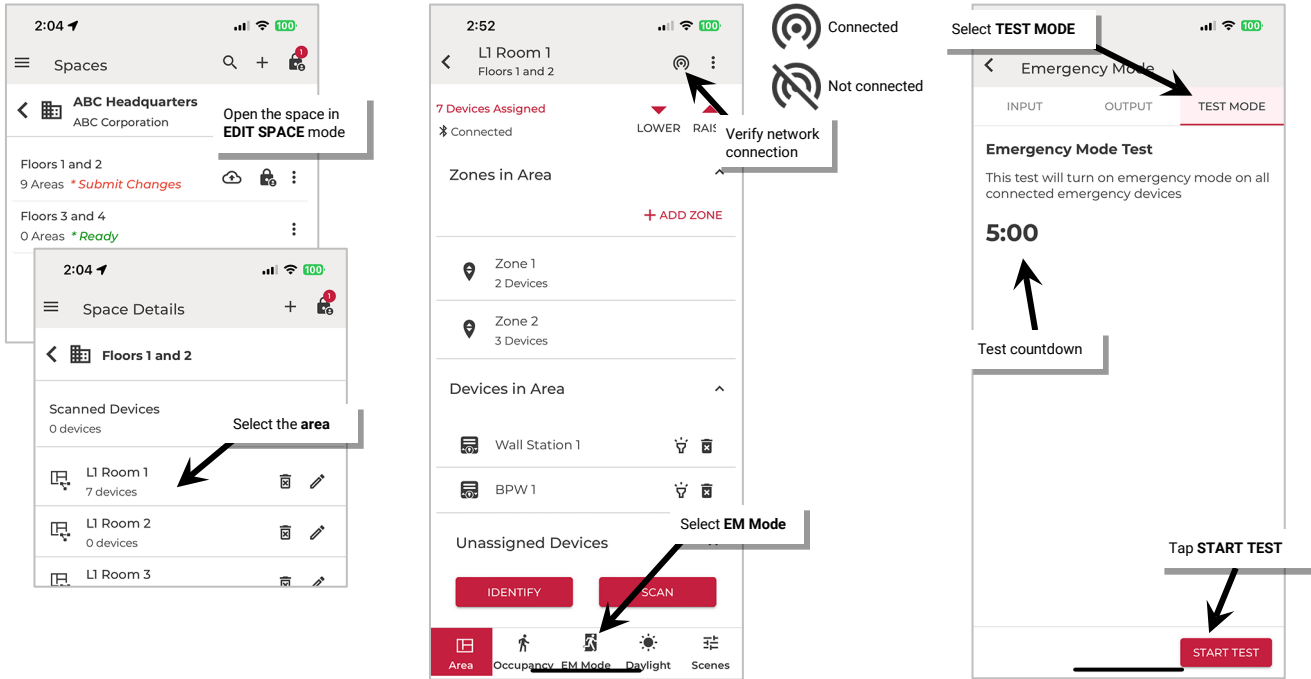 2:04
100
Spaces
1
ABC Headquarters
ABC Corporation
Open the space in
EDIT SPACE mode
Floors 1 and 2
9 Areas * Submit Changes
Floors 3 and 4
0 Areas * Ready
2:04
100
Space Details
1
Floors 1 and 2
Scanned Devices
0 devices
Select the area
L1 Room 1
7 devices
L1 Room 2
0 devices
L1 Room 3
2:52
100
L1 Room 1
Floors 1 and 2
7 Devices Assigned
Connected
LOWER
Verify network
connection
Zones in Area
+ ADD ZONE
Zone 1
2 Devices
Zone 2
3 Devices
Devices in Area
Wall Station 1
BPW 1
Select EM Mode
Unassigned Devices
IDENTIFY
SCAN
Area
Occupancy
EM Mode
Daylight
Scenes
Connected
Not connected
Select TEST MODE
100
Emergency Mode
INPUT
OUTPUT
TEST MODE
Emergency Mode Test
This test will turn on emergency mode on all
connected emergency devices
5:00
Test countdown
Tap START TEST
START TEST